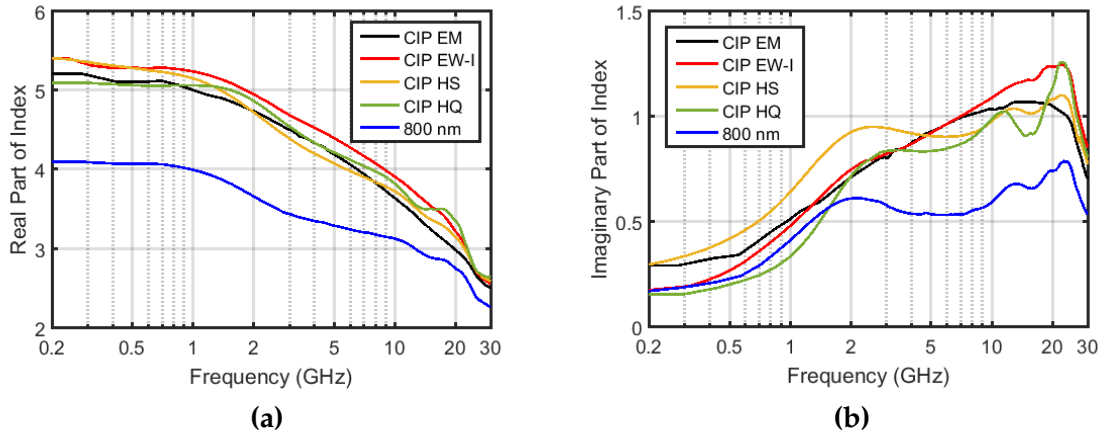 6
5
4
3
2
Real Part of Index
0.2
0.5
1
2
5
10
20
30
Frequency (GHz)
CIP EM
CIP EW-I
CIP HS
CIP HQ
800 nm
(a)
1.5
1
0.5
0
Imaginary Part of Index
0.2
0.5
1
2
5
10
20
30
Frequency (GHz)
CIP EM
CIP EW-I
CIP HS
CIP HQ
800 nm
(b)